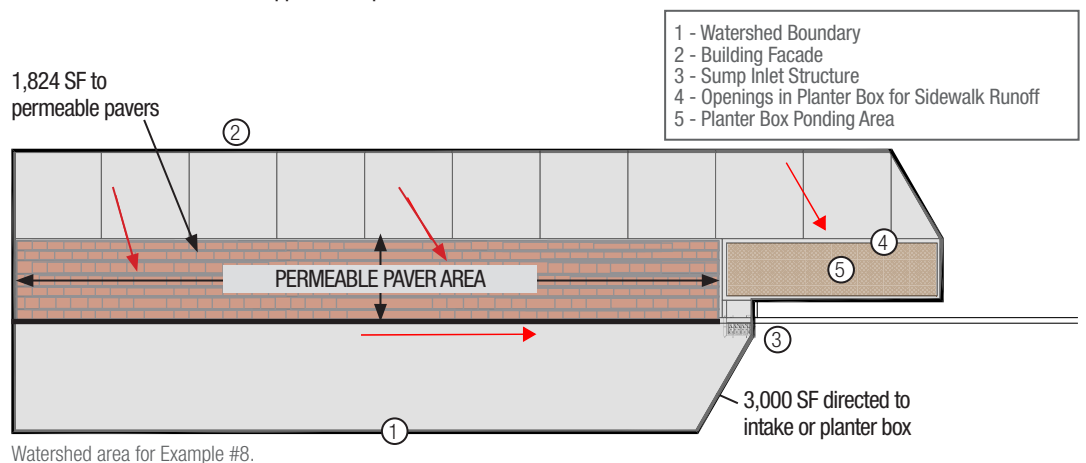 1 - Watershed Boundary
2 - Building Facade
3 - Sump Inlet Structure
4 - Openings in Planter Box for Sidewalk Runoff
5 - Planter Box Ponding Area
1,824 SF to
permeable pavers
2
4
5
PERMEABLE PAVER AREA
3
3,000 SF directed to
intake or planter box
1
Watershed area for Example #8.